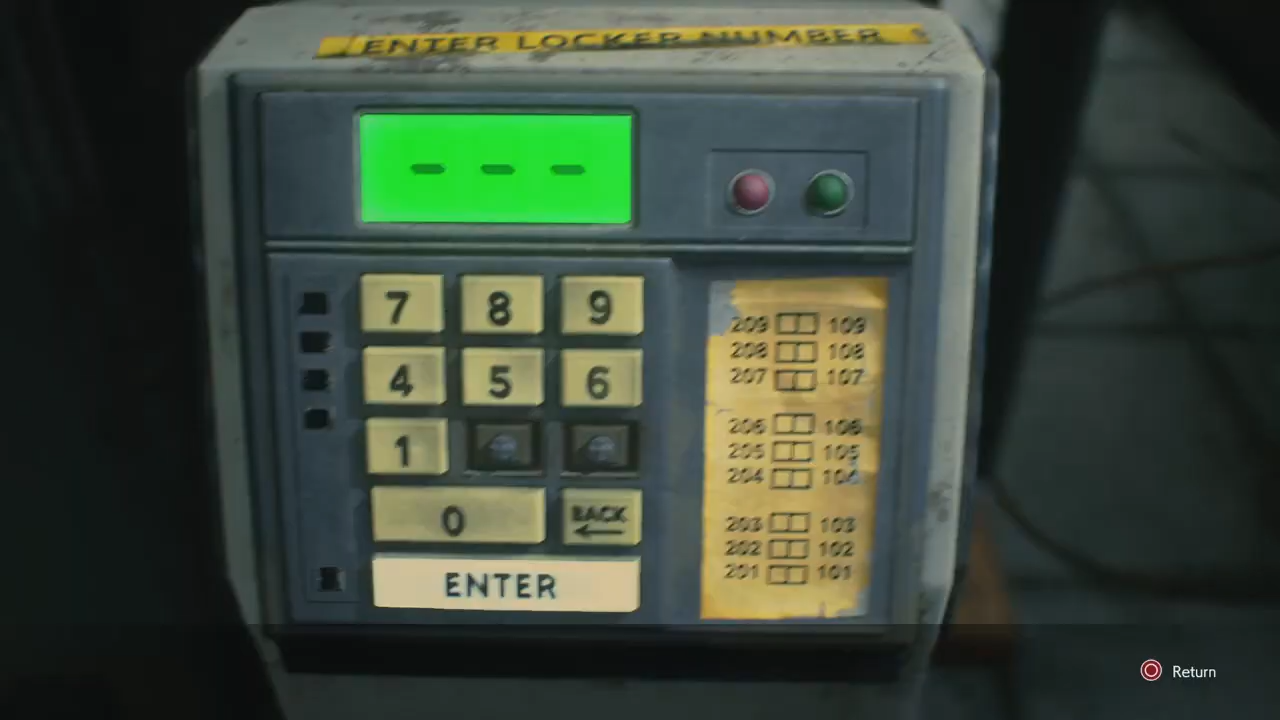 ENTER LOCKER NUMBER
- - -
7 8 9
4 5 6
1
0 BACK
ENTER
209 109
208 108
207 107
206 106
205 105
204 104
203 103
202 102
201 101
Return